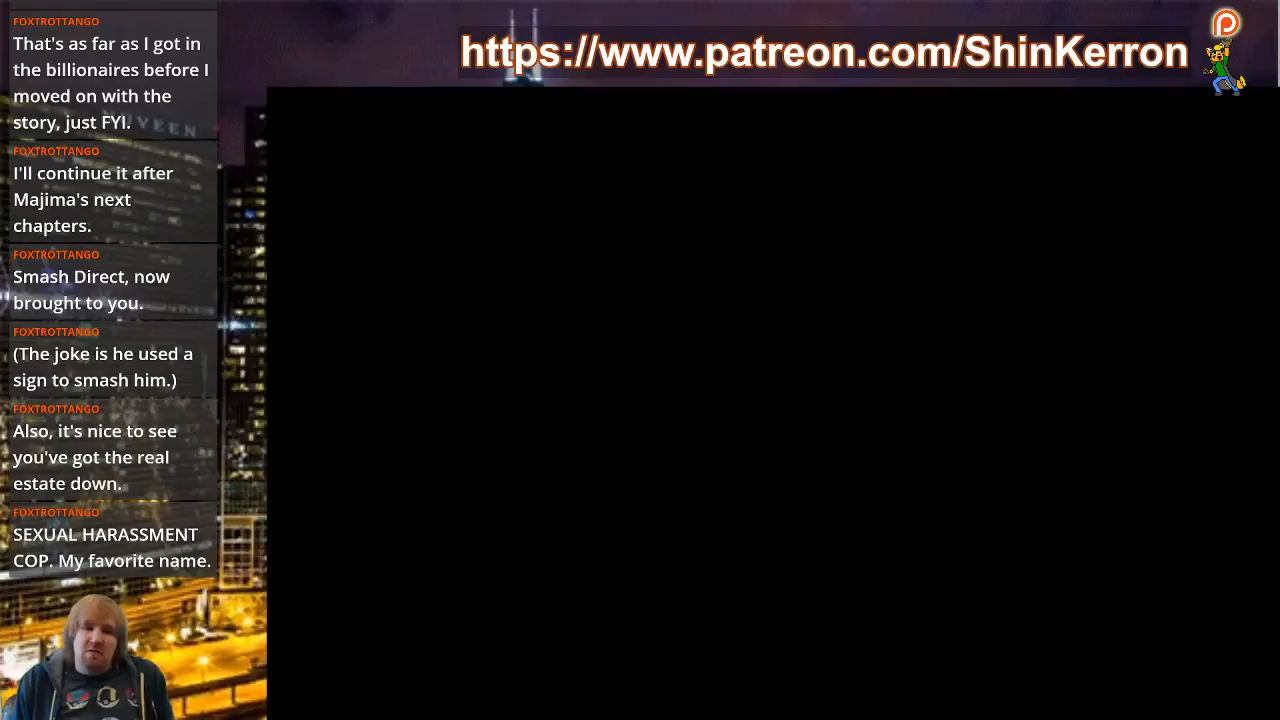 FOXTROTTANGO
That's as far as I got in
the billionaires before I
moved on with the
story, just FYI.
FOXTROTTANGO
I'll continue it after
Majima's next
chapters.
FOXTROTTANGO
Smash Direct, now
brought to you.
FOXTROTTANGO
(The joke is he used a
sign to smash him.)
FOXTROTTANGO
Also, it's nice to see
you've got the real
estate down.
FOXTROTTANGO
SEXUAL HARASSMENT
COP. My favorite name.
https://www.patreon.com/ShinKerron
NUVEEN